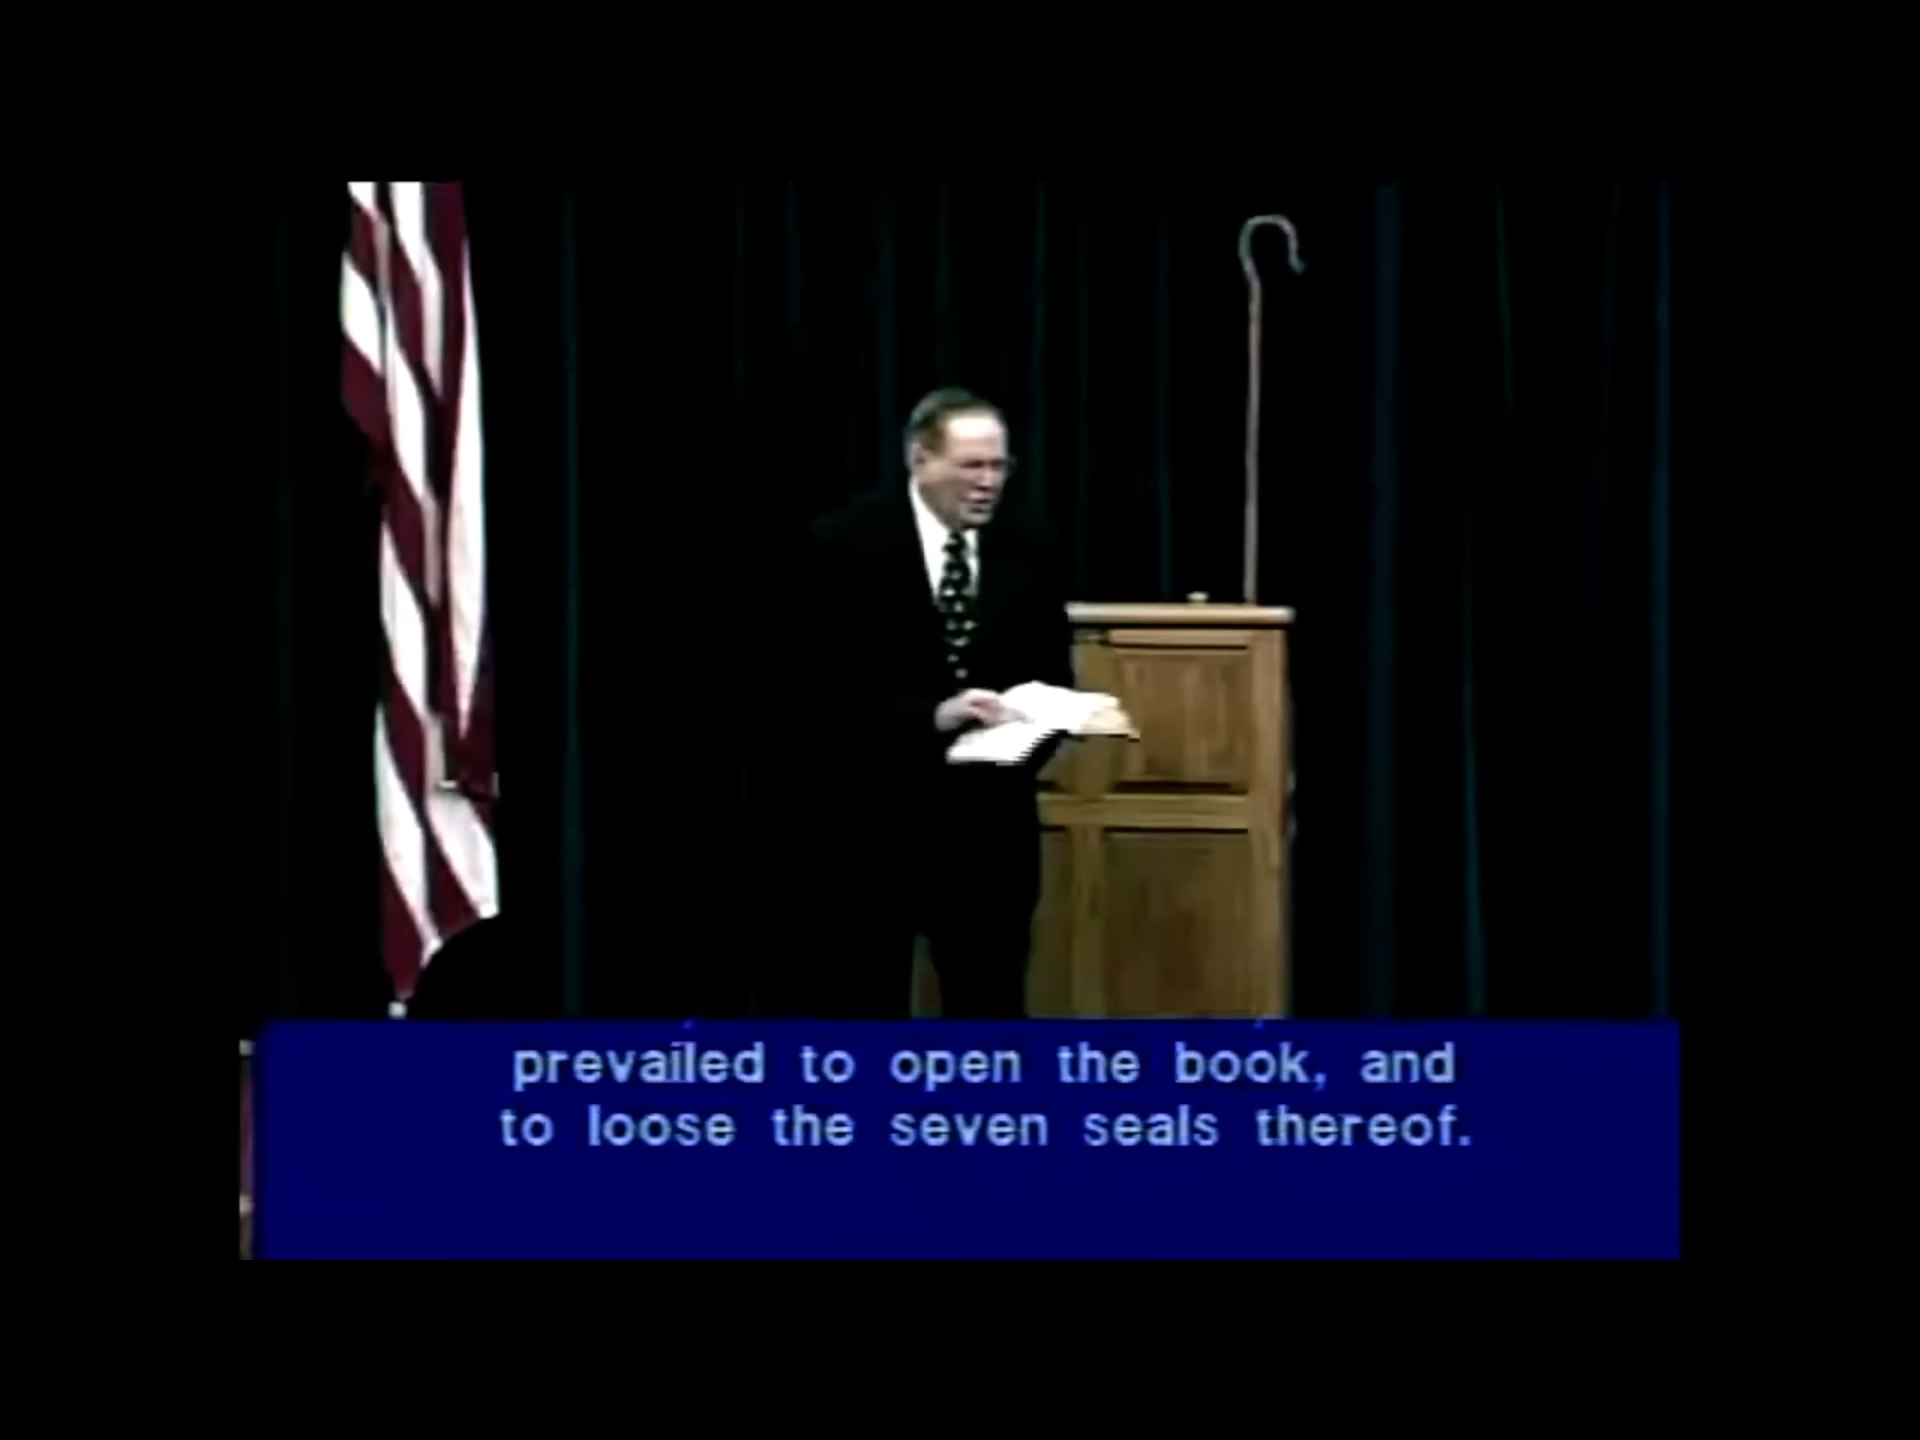 prevailed to open the book, and
to loose the seven seals thereof.